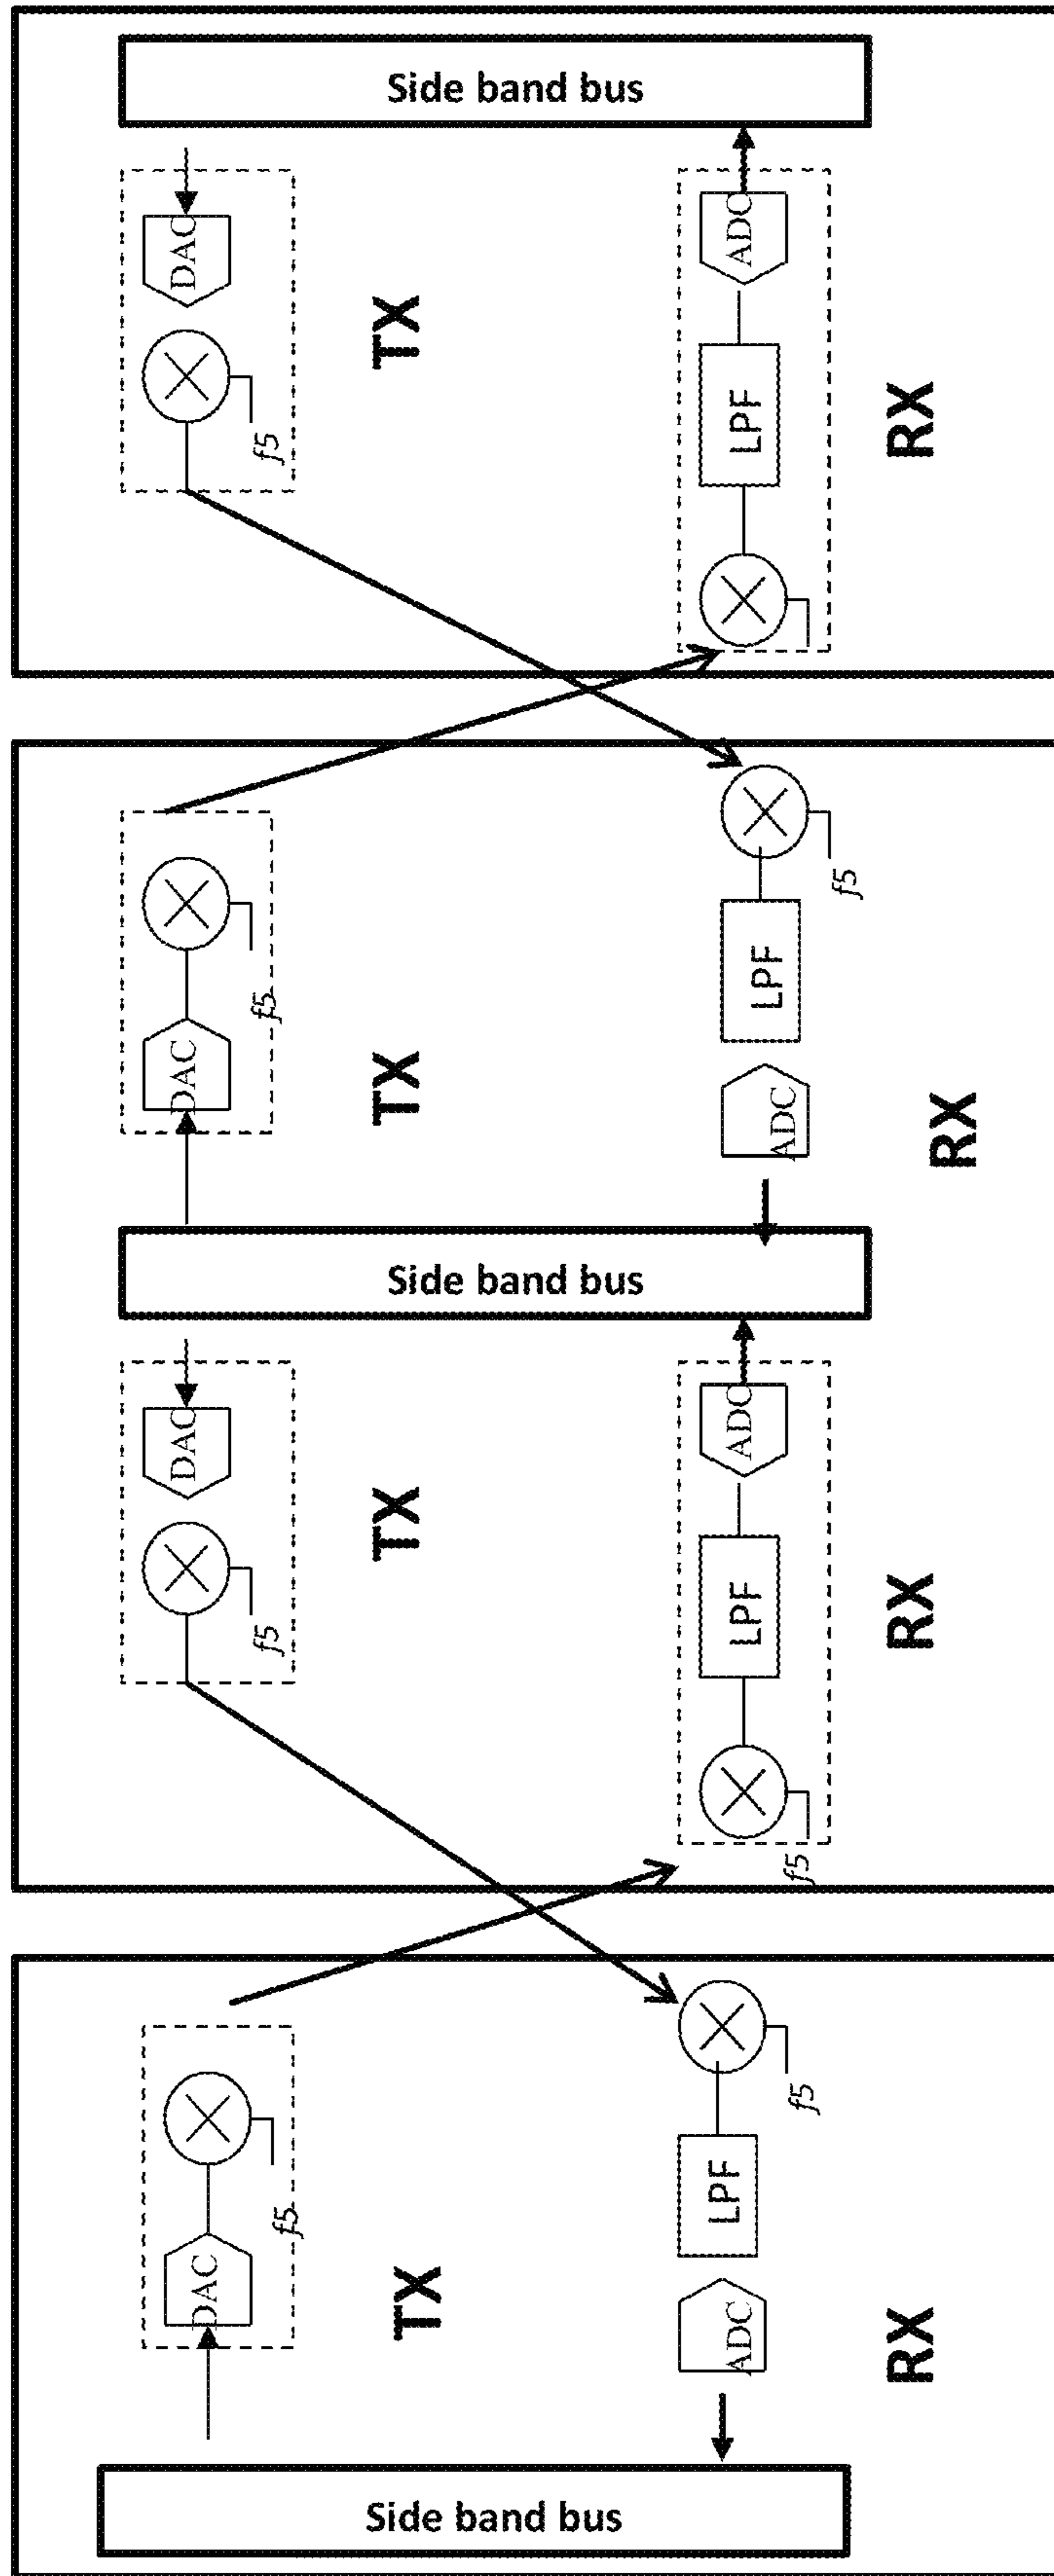 Side band bus
DAC
f5
TX
ADC
LPF
RX
DAC
f5
TX
f5
LPF
ADC
RX
Side band bus
DAC
f5
TX
ADC
LPF
f5
RX
DAC
f5
TX
f5
LPF
ADC
RX
Side band bus